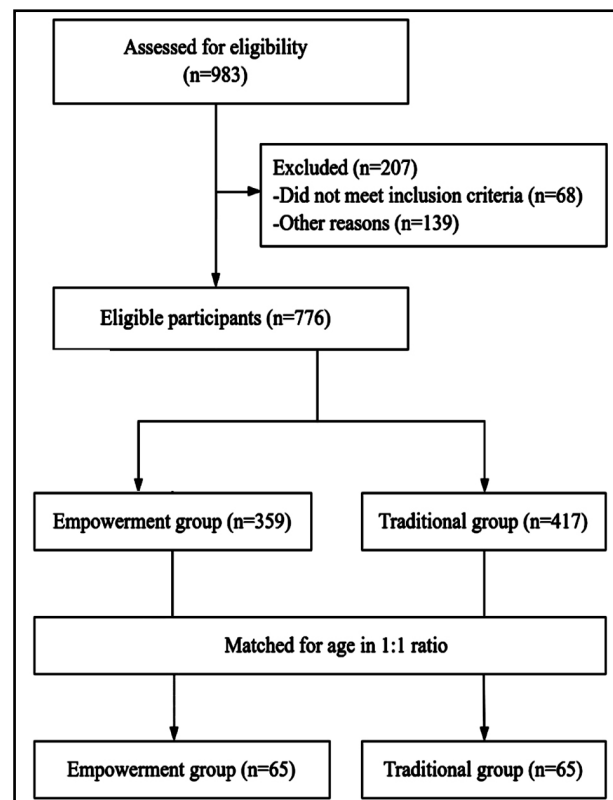 Assessed for eligibility
(n=983)
Excluded (n=207)
-Did not meet inclusion criteria (n=68)
-Other reasons (n=139)
Eligible participants (n=776)
Empowerment group (n=359)
Traditional group (n=417)
Matched for age in 1:1 ratio
Empowerment group (n=65)
Traditional group (n=65)